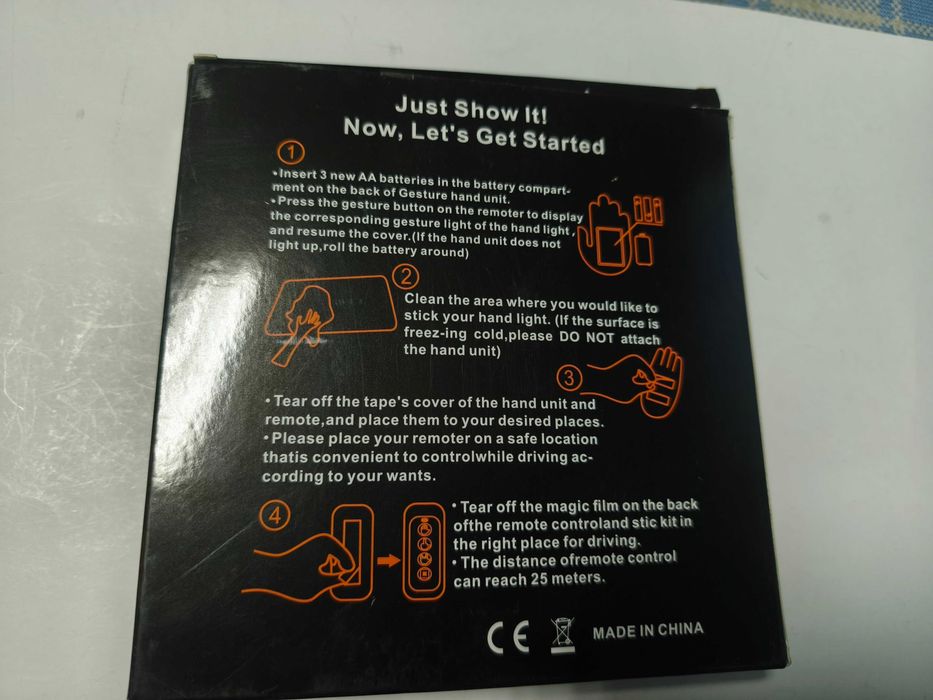 Just Show It!
Now, Let's Get Started
1
•Insert 3 new AA batteries in the battery compart-
ment on the back of Gesture hand unit.
•Press the gesture button on the remoter to display
the corresponding gesture light of the hand light,
and resume the cover.(If the hand unit does not
light up,roll the battery around)
2
Clean the area where you would like to
stick your hand light. (If the surface is
freez-ing cold,please DO NOT attach
the hand unit)
3
• Tear off the tape's cover of the hand unit and
remote,and place them to your desired places.
• Please place your remoter on a safe location
thatis convenient to controlwhile driving ac-
cording to your wants.
4
• Tear off the magic film on the back
ofthe remote controland stic kit in
the right place for driving.
• The distance ofremote control
can reach 25 meters.
CE
MADE IN CHINA